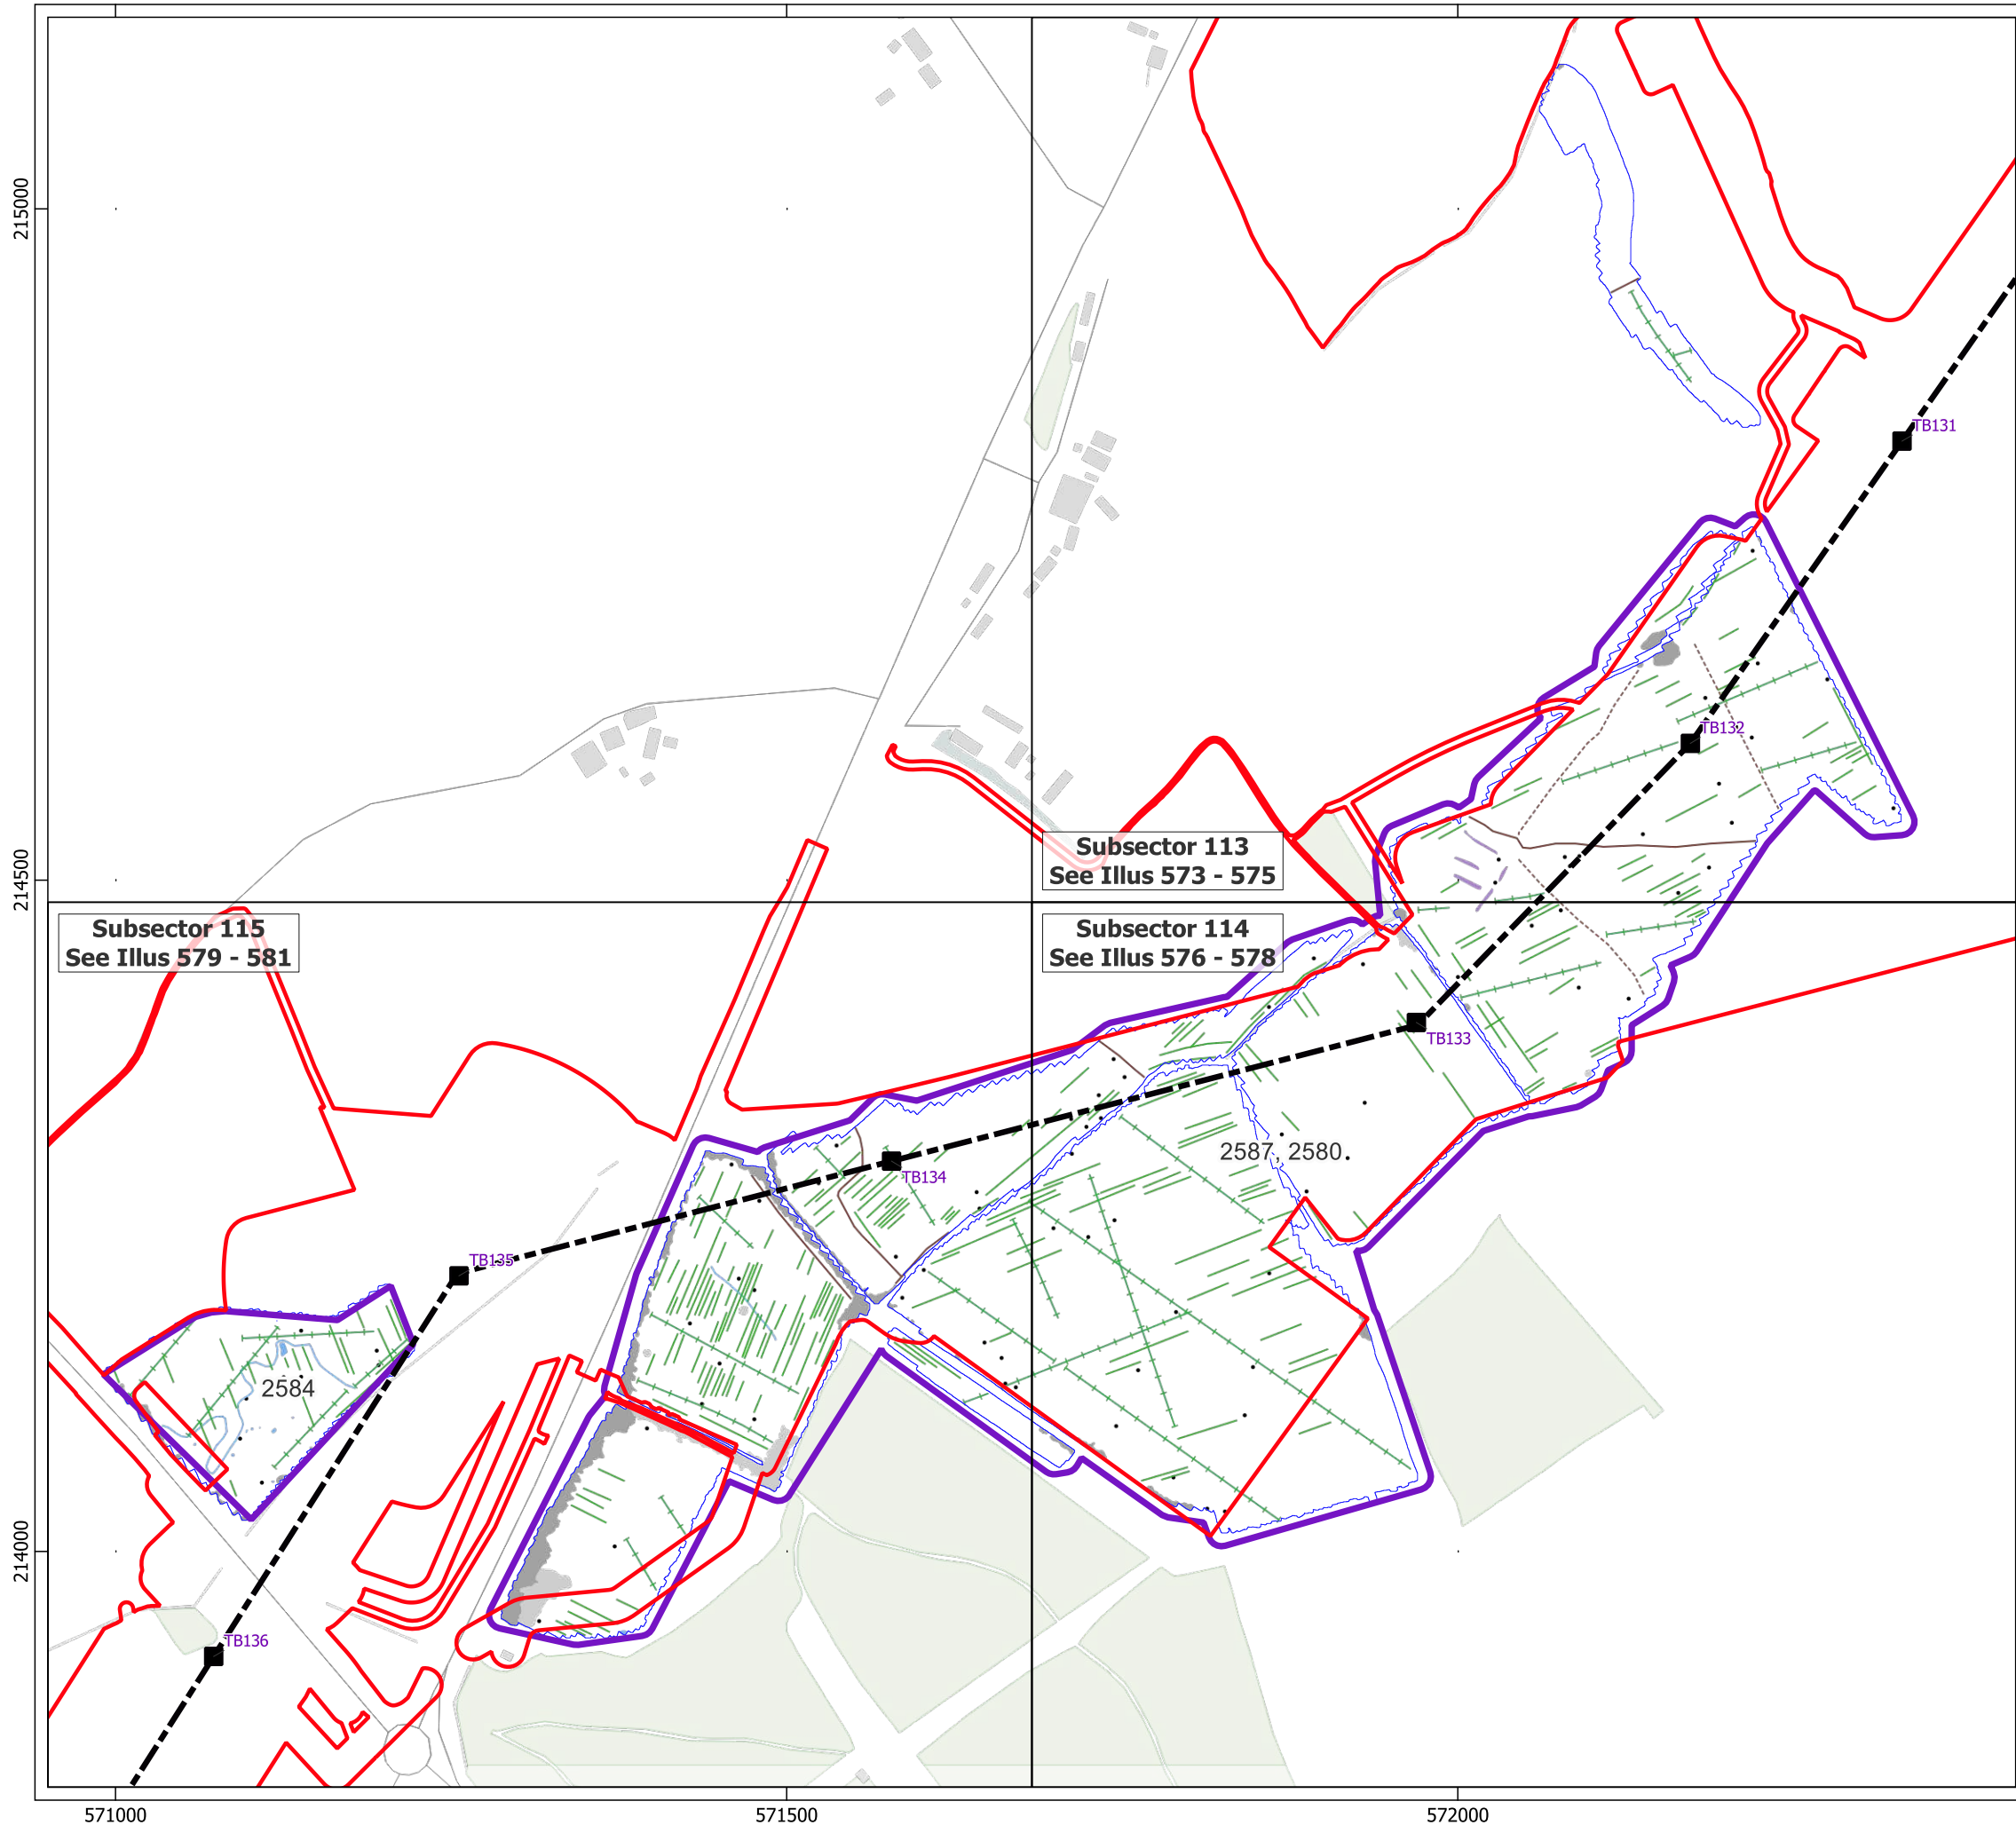 215000
TB131
TB132
Subsector 113
See Illus 573 - 575
214500
Subsector 115
See Illus 579 - 581
Subsector 114
See Illus 576 - 578
TB133
2587, 2580
TB134
TB135
2584
214000
TB136
571000
571500
572000